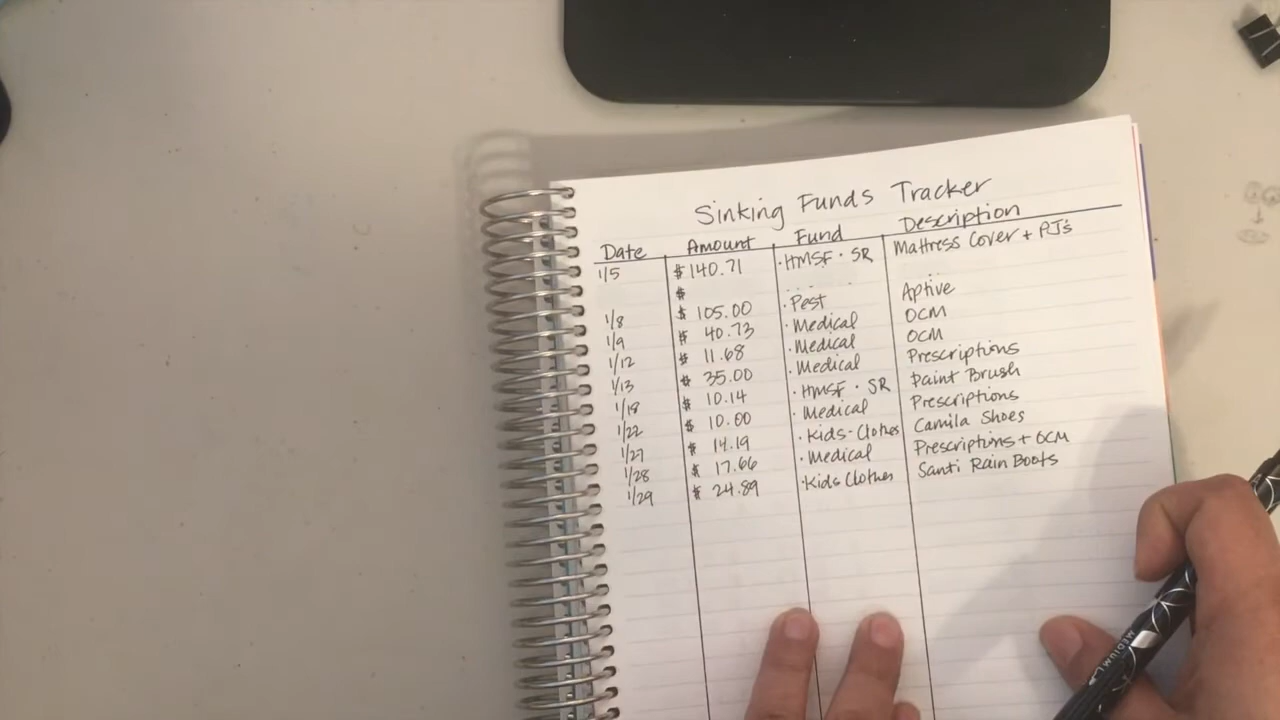 Sinking Funds Tracker
Date Amount Fund Description
1/5 $140.71 ·HMSF·SR Mattress Cover + PJ's
$
1/8 $ 105.00 ·Pest Aptive
1/9 $ 40.73 ·Medical OCM
1/12 $ 11.68 ·Medical OCM
1/13 $ 35.00 ·Medical Prescriptions
1/18 $ 10.14 ·HMSF·SR Paint Brush
1/22 $ 10.00 ·Medical Prescriptions
1/27 $ 14.19 ·Kids-Clothes Camila Shoes
1/28 $ 17.66 ·Medical Prescriptions + OCM
1/29 $ 24.89 ·Kids Clothes Santi Rain Boots
MEDIUM